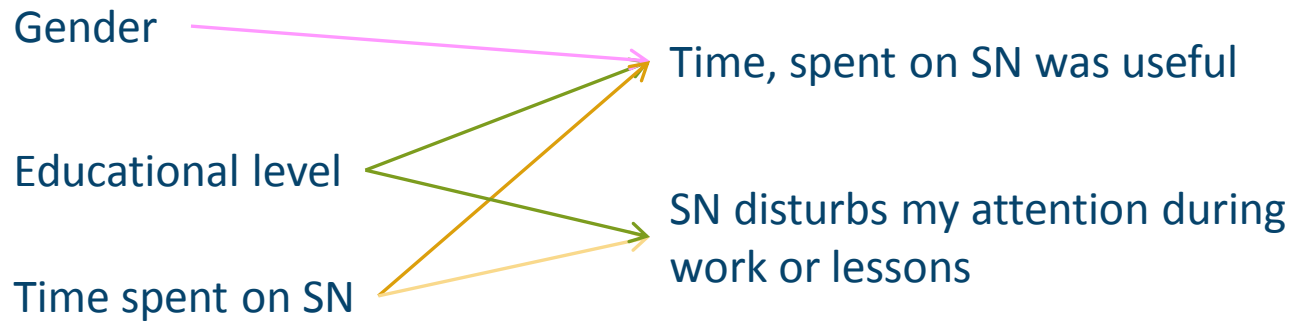 Gender
Time, spent on SN was useful
Educational level
SN disturbs my attention during
work or lessons
Time spent on SN